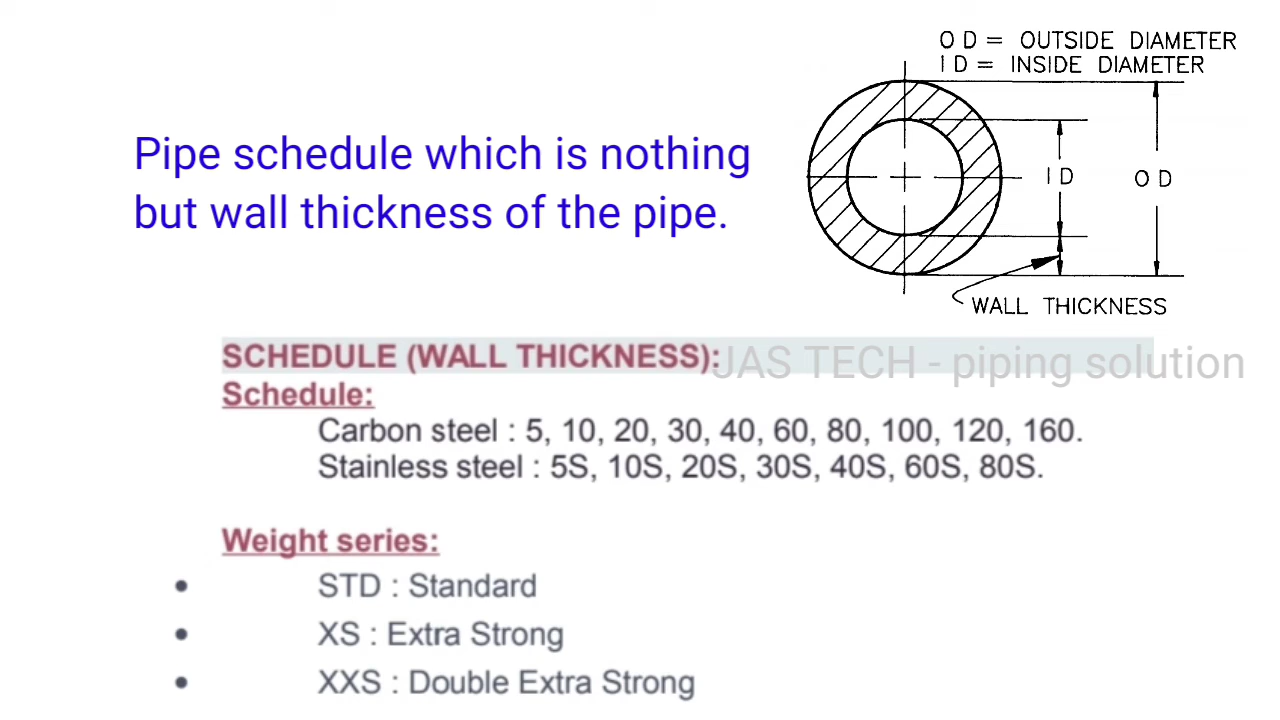 O D = OUTSIDE DIAMETER
I D = INSIDE DIAMETER
Pipe schedule which is nothing
but wall thickness of the pipe.
I D
O D
WALL THICKNESS
SCHEDULE (WALL THICKNESS):
JAS TECH - piping solution
Schedule:
Carbon steel : 5, 10, 20, 30, 40, 60, 80, 100, 120, 160.
Stainless steel : 5S, 10S, 20S, 30S, 40S, 60S, 80S.
Weight series:
• STD : Standard
• XS : Extra Strong
• XXS : Double Extra Strong